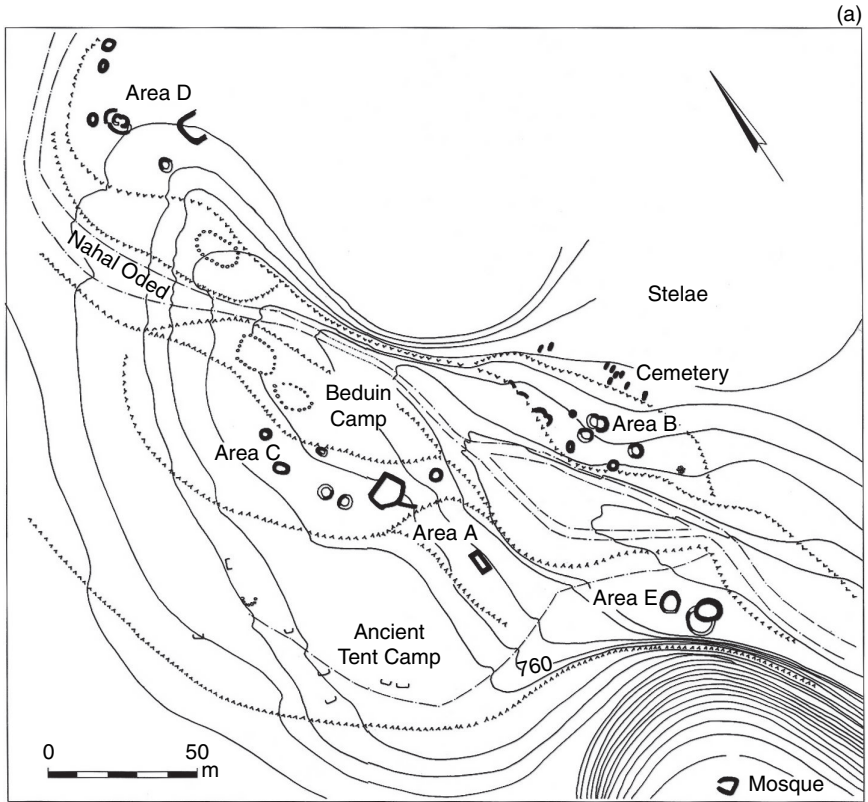 (a)
Area D
Nahal Oded
Stelae
Cemetery
Beduin
Camp
Area B
Area C
Area A
Area E
Ancient
Tent Camp
760
0 50
m
Mosque